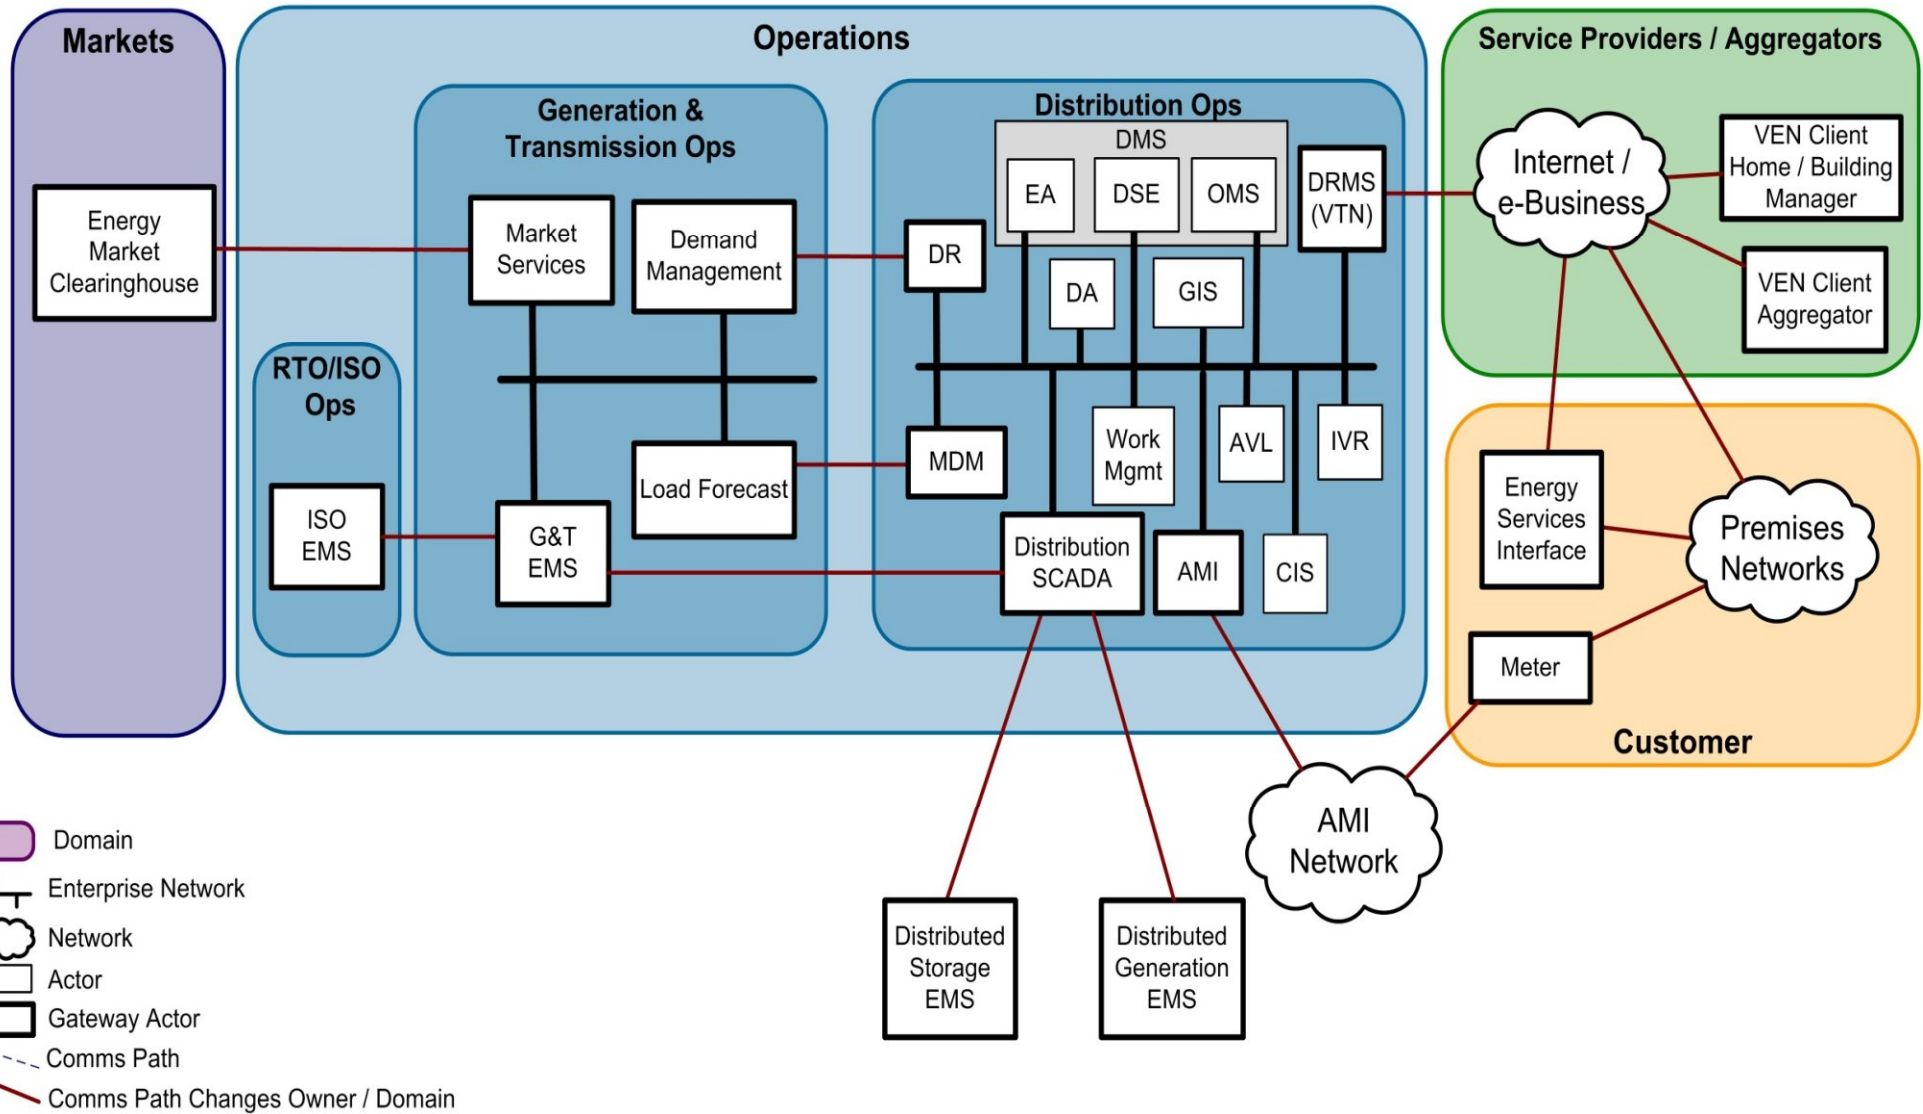 Markets
Operations
Service Providers / Aggregators
Generation &
Transmission Ops
Distribution Ops
DMS
EA
DSE
OMS
DRMS
(VTN)
Internet /
e-Business
VEN Client
Home / Building
Manager
VEN Client
Aggregator
Energy
Market
Clearinghouse
Market
Services
Demand
Management
DR
DA
GIS
RTO/ISO
Ops
ISO
EMS
G&T
EMS
Load Forecast
MDM
Work
Mgmt
AVL
IVR
Distribution
SCADA
AMI
CIS
Energy
Services
Interface
Premises
Networks
Meter
Customer
AMI
Network
Distributed
Storage
EMS
Distributed
Generation
EMS
Domain
Enterprise Network
Network
Actor
Gateway Actor
Comms Path
Comms Path Changes Owner / Domain